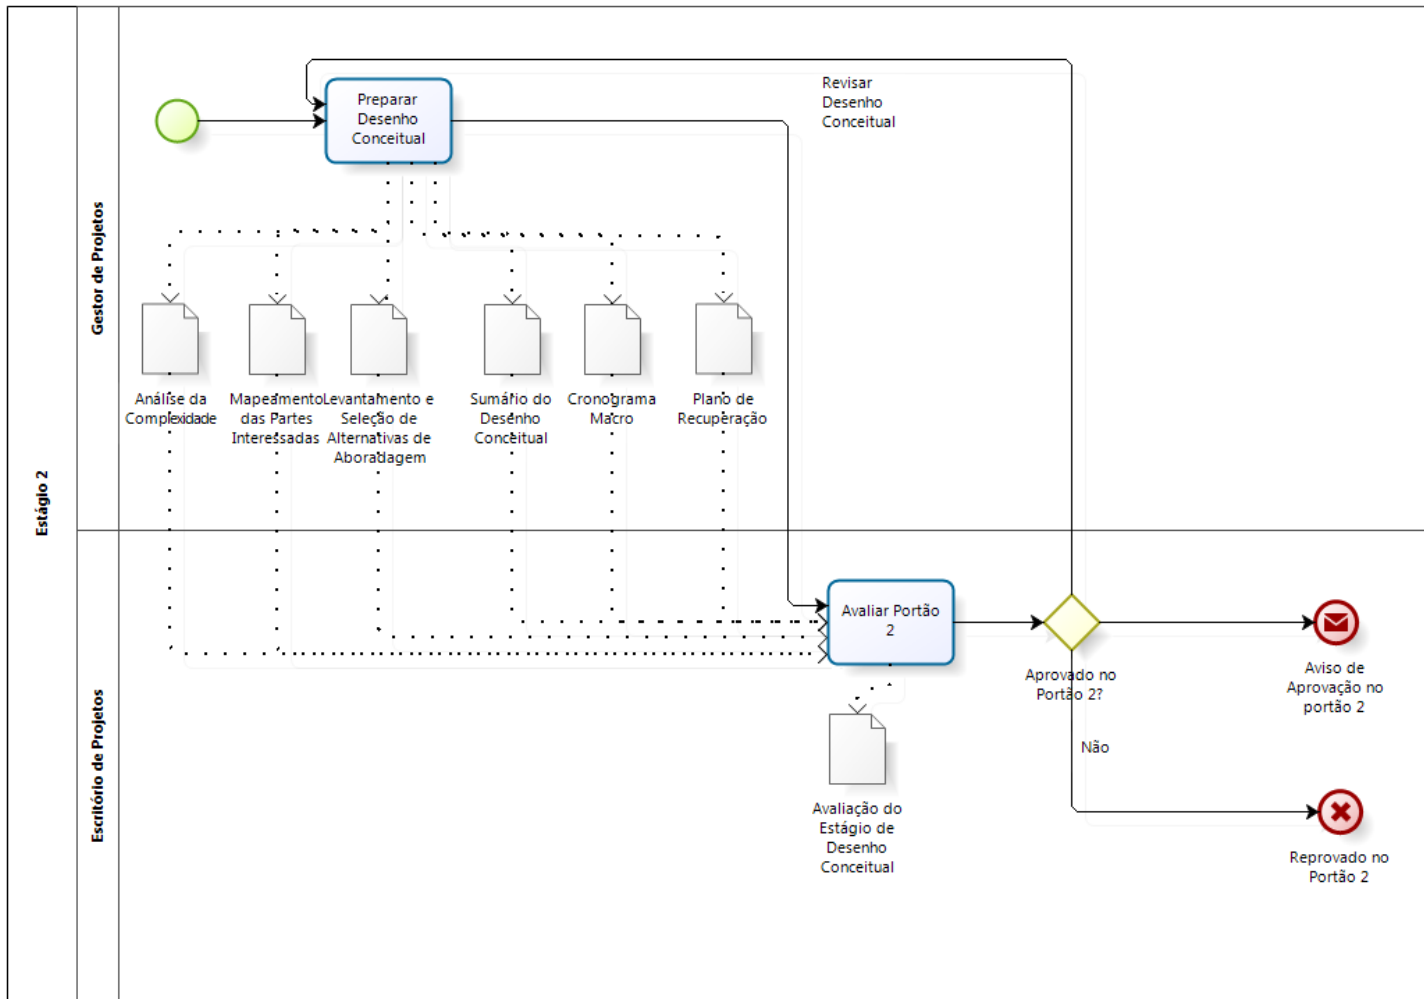 Estágio 2
Gestor de Projetos
Preparar
Desenho
Conceitual
Revisar
Desenho
Conceitual
Análise da
Complexidade
Mapeamento
das Partes
Interessadas
Levantamento e
Seleção de
Alternativas de
Aboradagem
Sumário do
Desenho
Conceitual
Cronograma
Macro
Plano de
Recuperação
Escritório de Projetos
Avaliar Portão
2
Aprovado no
Portão 2?
Aviso de
Aprovação no
portão 2
Não
Avaliação do
Estágio de
Desenho
Conceitual
Reprovado no
Portão 2